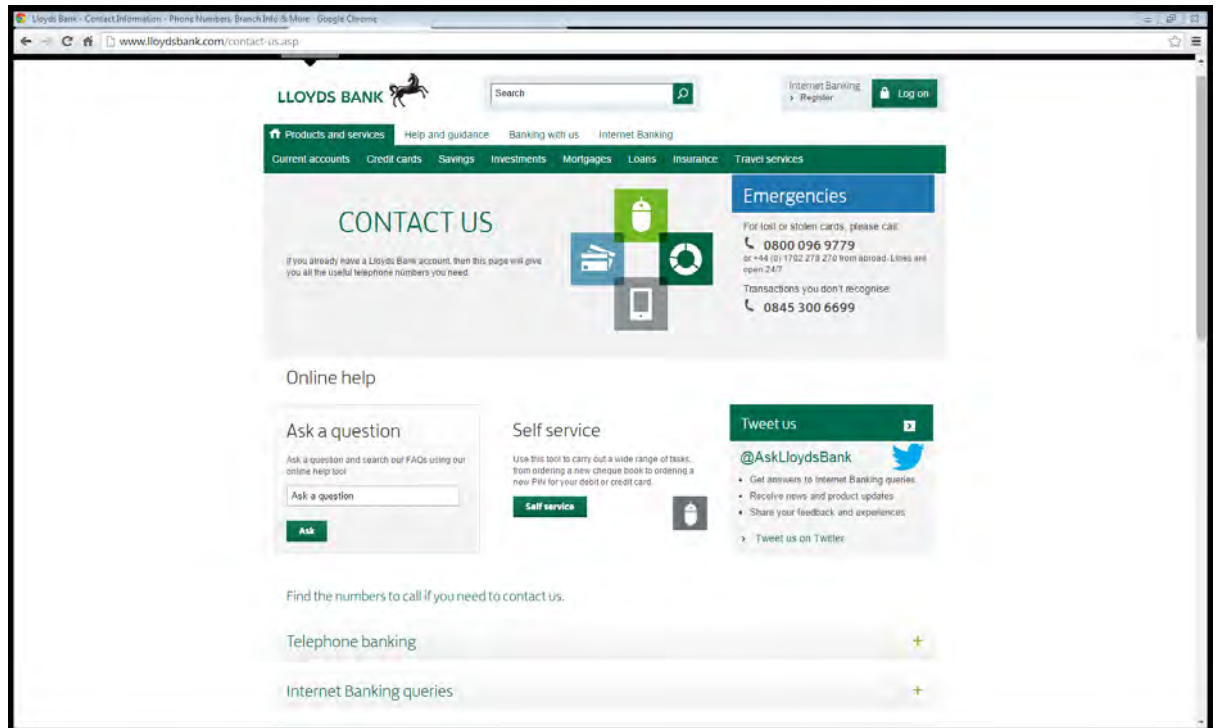 Lloyds Bank - Contact Information - Phone Numbers, Branch Info & More - Google Chrome
www.lloydsbank.com/contact-us.asp
LLOYDS BANK
Search
Internet Banking
› Register
Log on
Products and services Help and guidance Banking with us Internet Banking
Current accounts Credit cards Savings Investments Mortgages Loans Insurance Travel services
CONTACT US
If you already have a Lloyds Bank account, then this page will give
you all the useful telephone numbers you need.
Emergencies
For lost or stolen cards, please call:
0800 096 9779
or +44 (0) 1702 278 270 from abroad. Lines are
open 24/7
Transactions you don't recognise:
0845 300 6699
Online help
Ask a question
Ask a question and search our FAQs using our
online help tool
Ask a question
Ask
Self service
Use this tool to carry out a wide range of tasks,
from ordering a new cheque book to ordering a
new PIN for your debit or credit card.
Self service
Tweet us
@AskLloydsBank
• Get answers to Internet Banking queries
• Receive news and product updates
• Share your feedback and experiences
› Tweet us on Twitter
Find the numbers to call if you need to contact us.
Telephone banking +
Internet Banking queries +